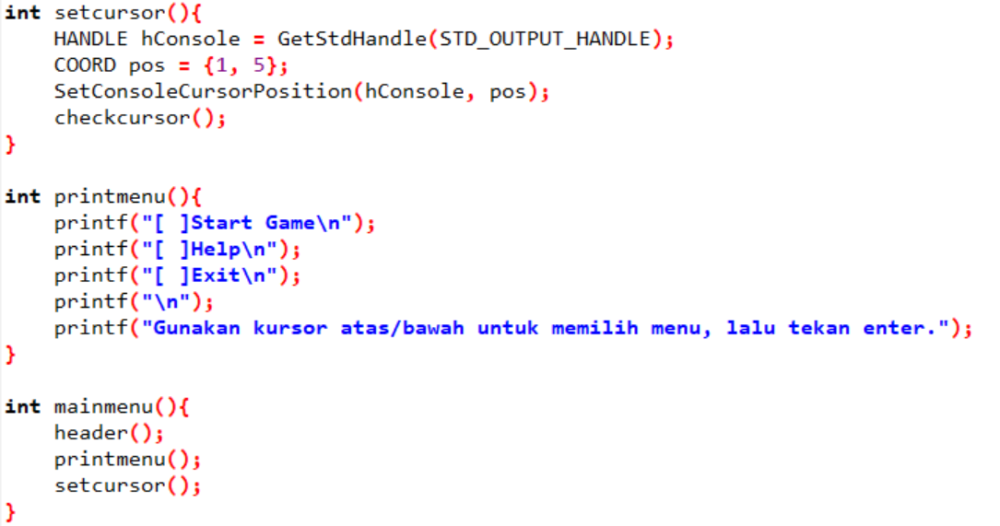 int setcursor(){
    HANDLE hConsole = GetStdHandle(STD_OUTPUT_HANDLE);
    COORD pos = {1, 5};
    SetConsoleCursorPosition(hConsole, pos);
    checkcursor();
}

int printmenu(){
    printf("[ ]Start Game\n");
    printf("[ ]Help\n");
    printf("[ ]Exit\n");
    printf("\n");
    printf("Gunakan kursor atas/bawah untuk memilih menu, lalu tekan enter.");
}

int mainmenu(){
    header();
    printmenu();
    setcursor();
}